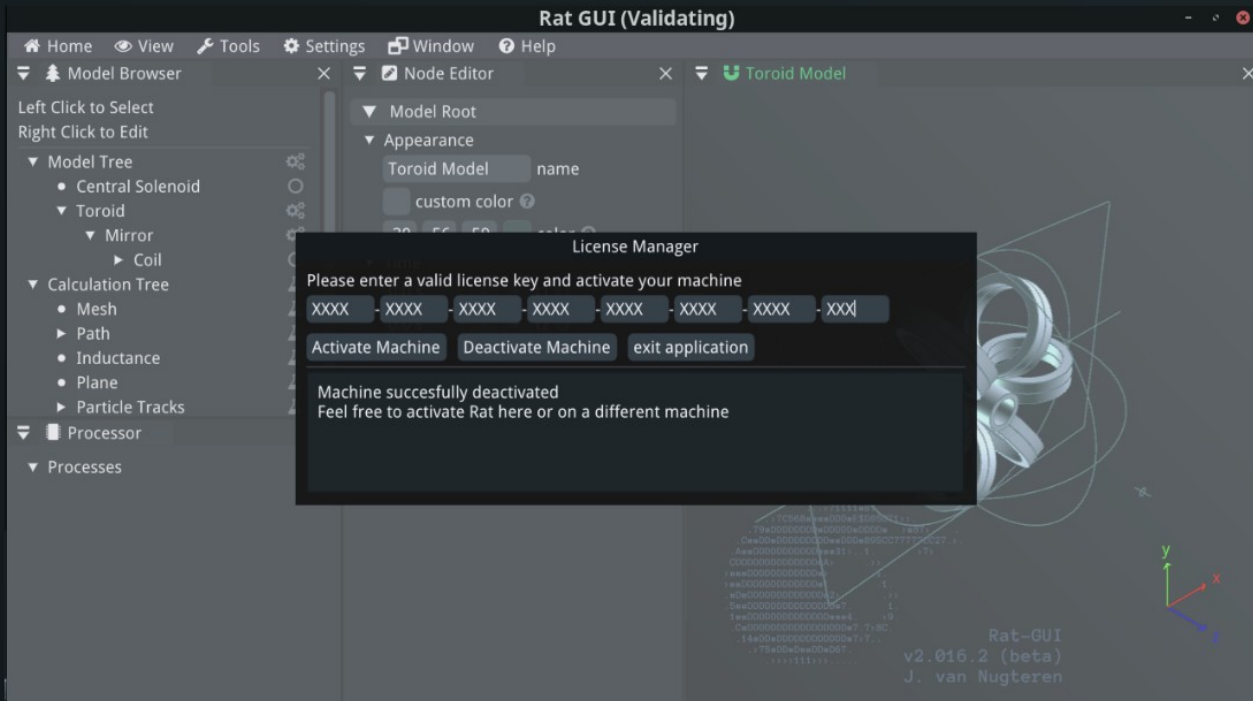 Rat GUI (Validating)
Home View Tools Settings Window Help
Model Browser
Node Editor
Toroid Model
Left Click to Select
Right Click to Edit
Model Tree
Central Solenoid
Toroid
Mirror
Coil
Calculation Tree
Mesh
Path
Inductance
Plane
Particle Tracks
Processor
Processes
Model Root
Appearance
Toroid Model name
custom color
License Manager
Please enter a valid license key and activate your machine
XXXX - XXXX - XXXX - XXXX - XXXX - XXXX - XXXX - XXX
Activate Machine Deactivate Machine exit application
Machine succesfully deactivated
Feel free to activate Rat here or on a different machine
y
x
z
Rat-GUI
v2.016.2 (beta)
J. van Nugteren